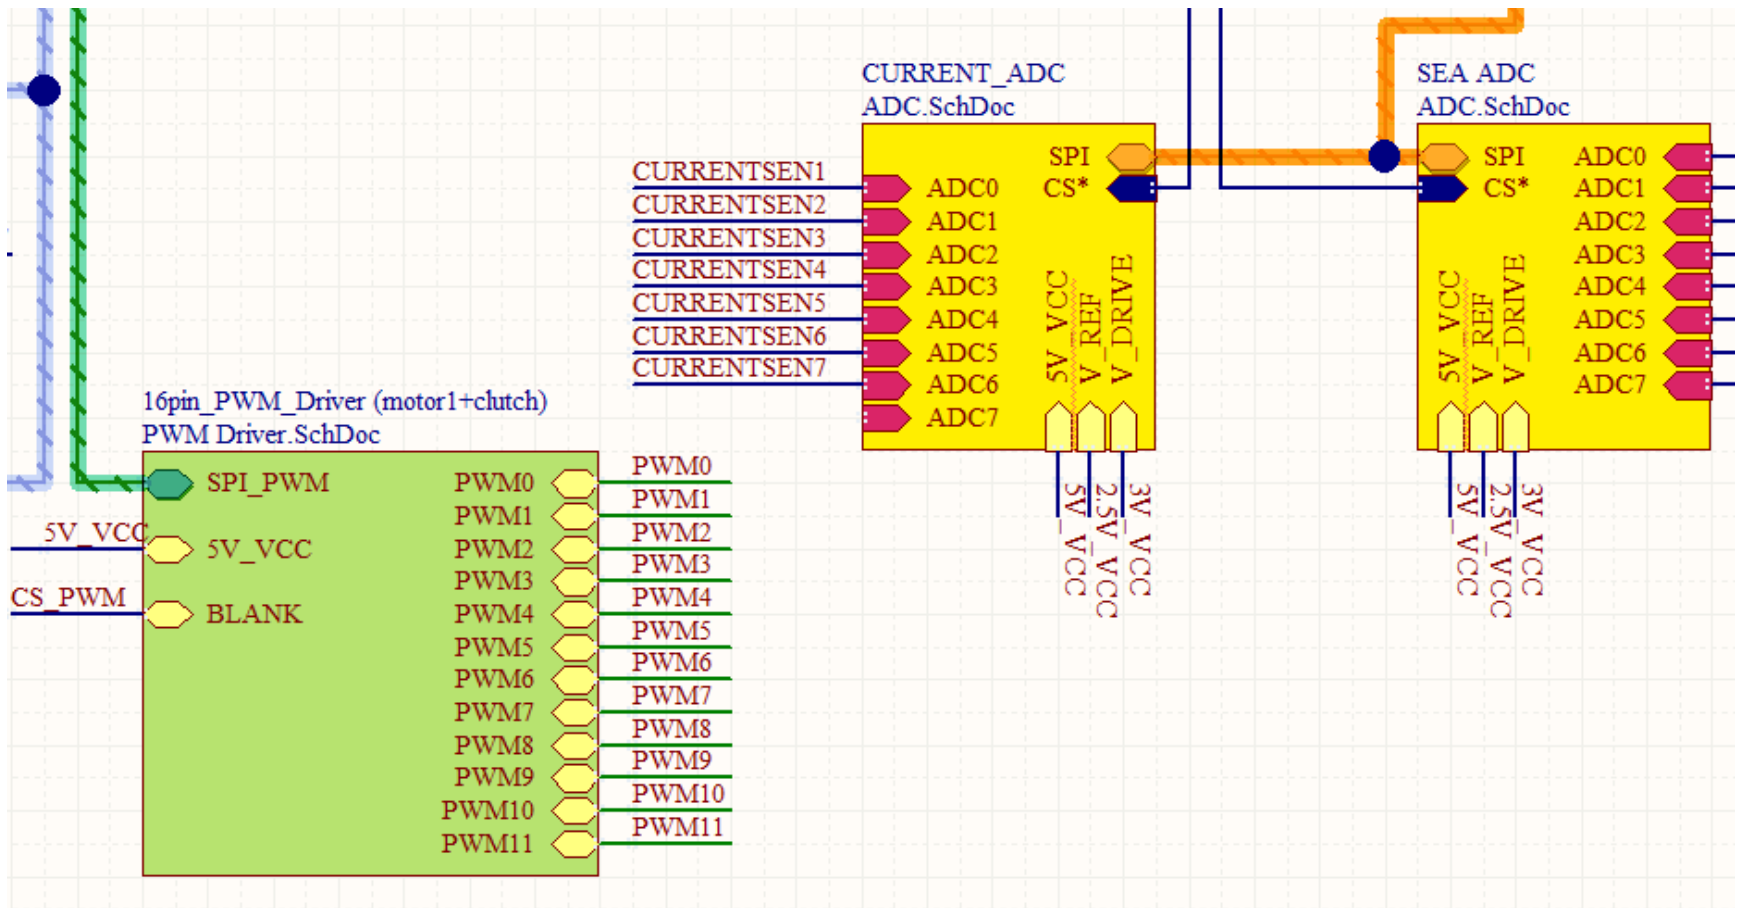 CURRENT_ADC
ADC.SchDoc
SPI
CS*
CURRENTSEN1
CURRENTSEN2
CURRENTSEN3
CURRENTSEN4
CURRENTSEN5
CURRENTSEN6
CURRENTSEN7
ADC0
ADC1
ADC2
ADC3
ADC4
ADC5
ADC6
ADC7
5V_VCC
V_REF
V_DRIVE
5V_VCC
2.5V_VCC
3V_VCC
SEA ADC
ADC.SchDoc
SPI
CS*
ADC0
ADC1
ADC2
ADC3
ADC4
ADC5
ADC6
ADC7
5V_VCC
V_REF
V_DRIVE
5V_VCC
2.5V_VCC
3V_VCC
16pin_PWM_Driver (motor1+clutch)
PWM Driver.SchDoc
SPI_PWM
5V_VCC
5V_VCC
CS_PWM
BLANK
PWM0
PWM1
PWM2
PWM3
PWM4
PWM5
PWM6
PWM7
PWM8
PWM9
PWM10
PWM11
PWM0
PWM1
PWM2
PWM3
PWM4
PWM5
PWM6
PWM7
PWM8
PWM9
PWM10
PWM11